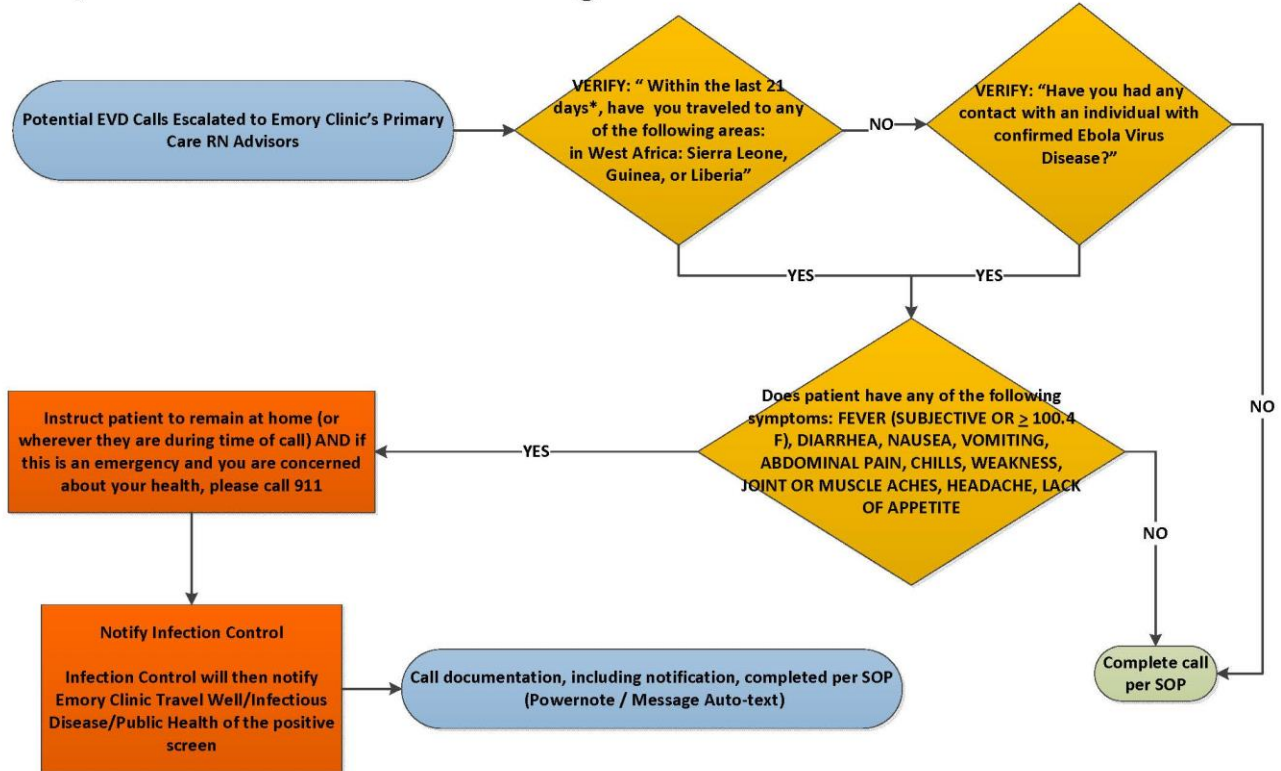 Potential EVD Calls Escalated to Emory Clinic's Primary
Care RN Advisors
VERIFY: " Within the last 21
days*, have you traveled to any
of the following areas:
in West Africa: Sierra Leone,
Guinea, or Liberia"
NO
VERIFY: "Have you had any
contact with an individual with
confirmed Ebola Virus
Disease?"
YES
YES
NO
Does patient have any of the following
symptoms: FEVER (SUBJECTIVE OR ≥ 100.4
F), DIARRHEA, NAUSEA, VOMITING,
ABDOMINAL PAIN, CHILLS, WEAKNESS,
JOINT OR MUSCLE ACHES, HEADACHE, LACK
OF APPETITE
YES
NO
Instruct patient to remain at home (or
wherever they are during time of call) AND if
this is an emergency and you are concerned
about your health, please call 911
Notify Infection Control
Infection Control will then notify
Emory Clinic Travel Well/Infectious
Disease/Public Health of the positive
screen
Call documentation, including notification, completed per SOP
(Powernote / Message Auto-text)
Complete call
per SOP